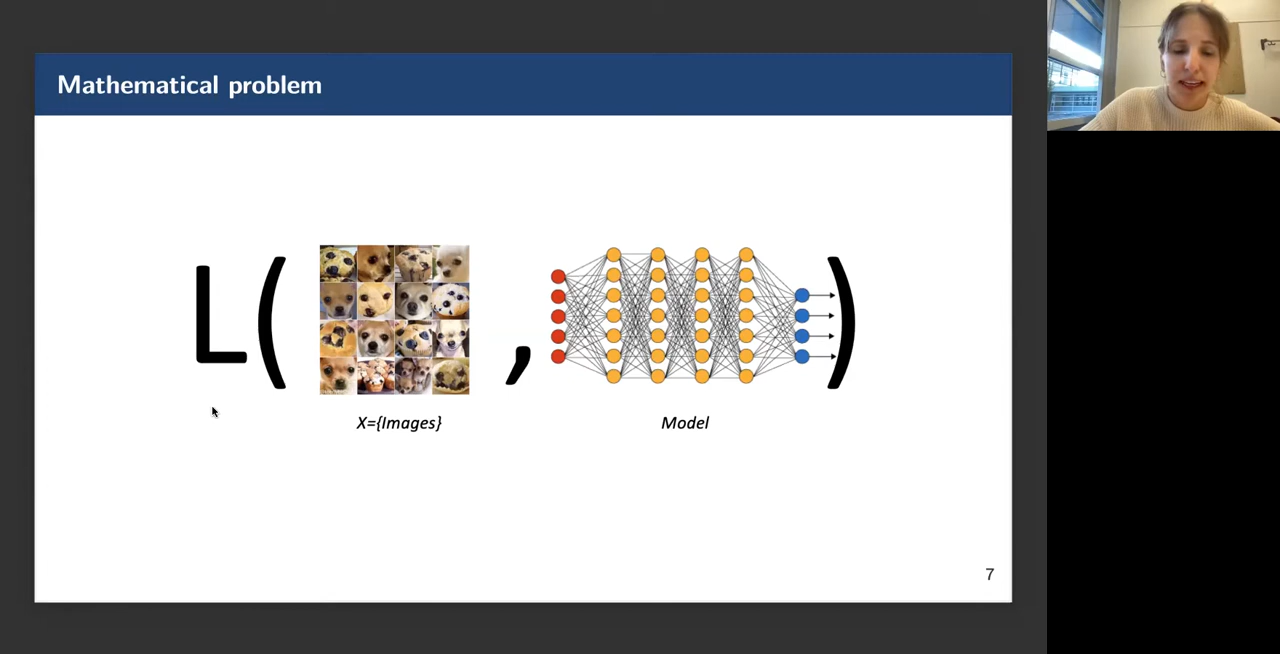 Mathematical problem
L( , )
X={Images}
Model
7